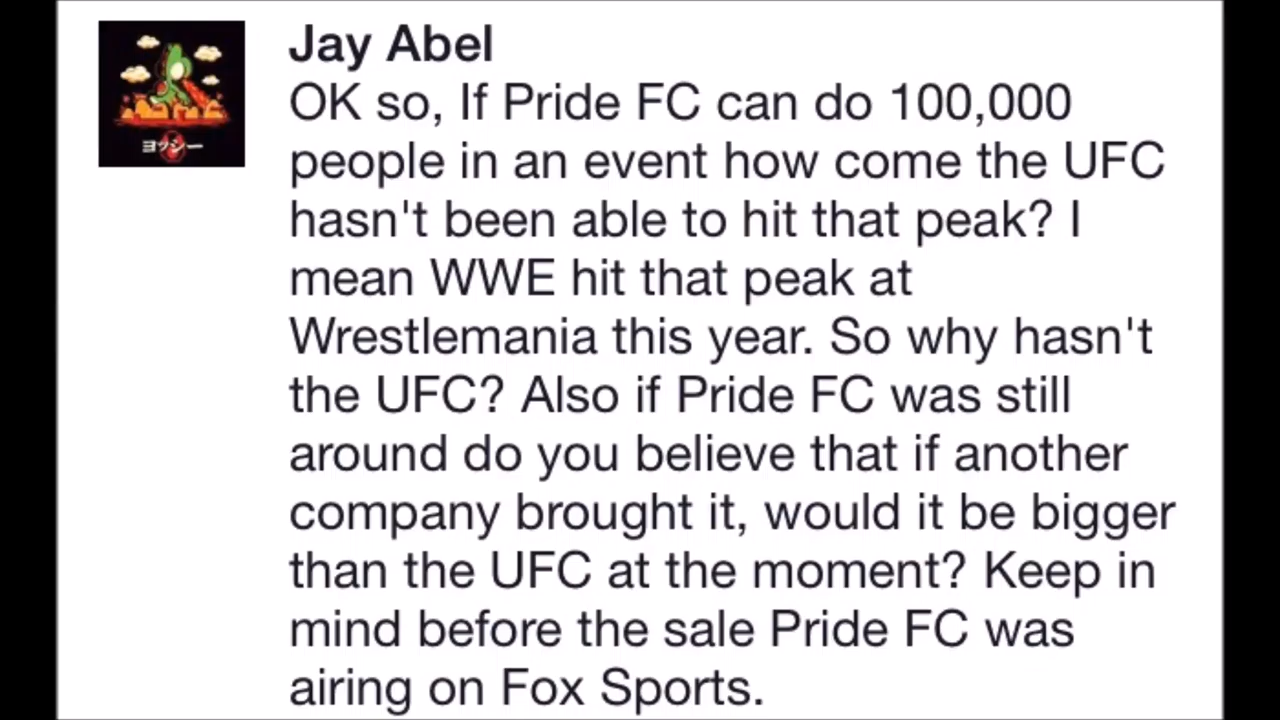 Jay Abel
OK so, If Pride FC can do 100,000
people in an event how come the UFC
hasn't been able to hit that peak? I
mean WWE hit that peak at
Wrestlemania this year. So why hasn't
the UFC? Also if Pride FC was still
around do you believe that if another
company brought it, would it be bigger
than the UFC at the moment? Keep in
mind before the sale Pride FC was
airing on Fox Sports.
ヨッシー